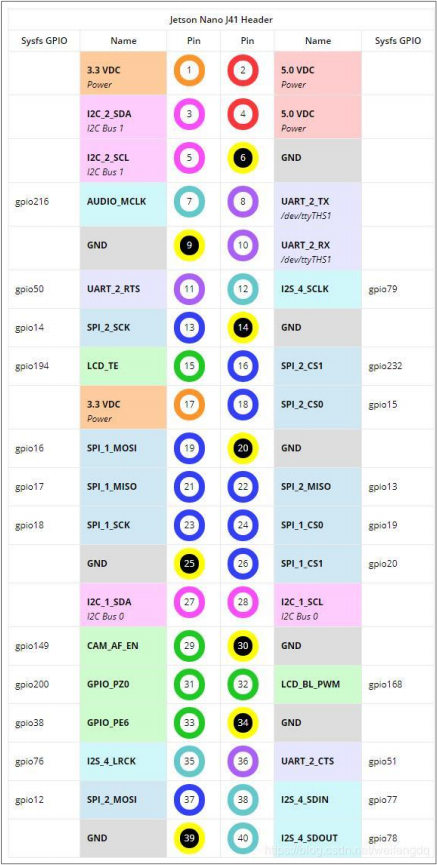 Jetson Nano J41 Header
Sysfs GPIO Name Pin Pin Name Sysfs GPIO
3.3 VDC 1 2 5.0 VDC
Power Power
I2C_2_SDA 3 4 5.0 VDC
I2C Bus 1 Power
I2C_2_SCL 5 6 GND
I2C Bus 1
gpio216 AUDIO_MCLK 7 8 UART_2_TX
/dev/ttyTHS1
GND 9 10 UART_2_RX
/dev/ttyTHS1
gpio50 UART_2_RTS 11 12 I2S_4_SCLK gpio79
gpio14 SPI_2_SCK 13 14 GND
gpio194 LCD_TE 15 16 SPI_2_CS1 gpio232
3.3 VDC 17 18 SPI_2_CS0 gpio15
Power
gpio16 SPI_1_MOSI 19 20 GND
gpio17 SPI_1_MISO 21 22 SPI_2_MISO gpio13
gpio18 SPI_1_SCK 23 24 SPI_1_CS0 gpio19
GND 25 26 SPI_1_CS1 gpio20
I2C_1_SDA 27 28 I2C_1_SCL
I2C Bus 0 I2C Bus 0
gpio149 CAM_AF_EN 29 30 GND
gpio200 GPIO_PZ0 31 32 LCD_BL_PWM gpio168
gpio38 GPIO_PE6 33 34 GND
gpio76 I2S_4_LRCK 35 36 UART_2_CTS gpio51
gpio12 SPI_2_MOSI 37 38 I2S_4_SDIN gpio77
GND 39 40 I2S_4_SDOUT gpio78